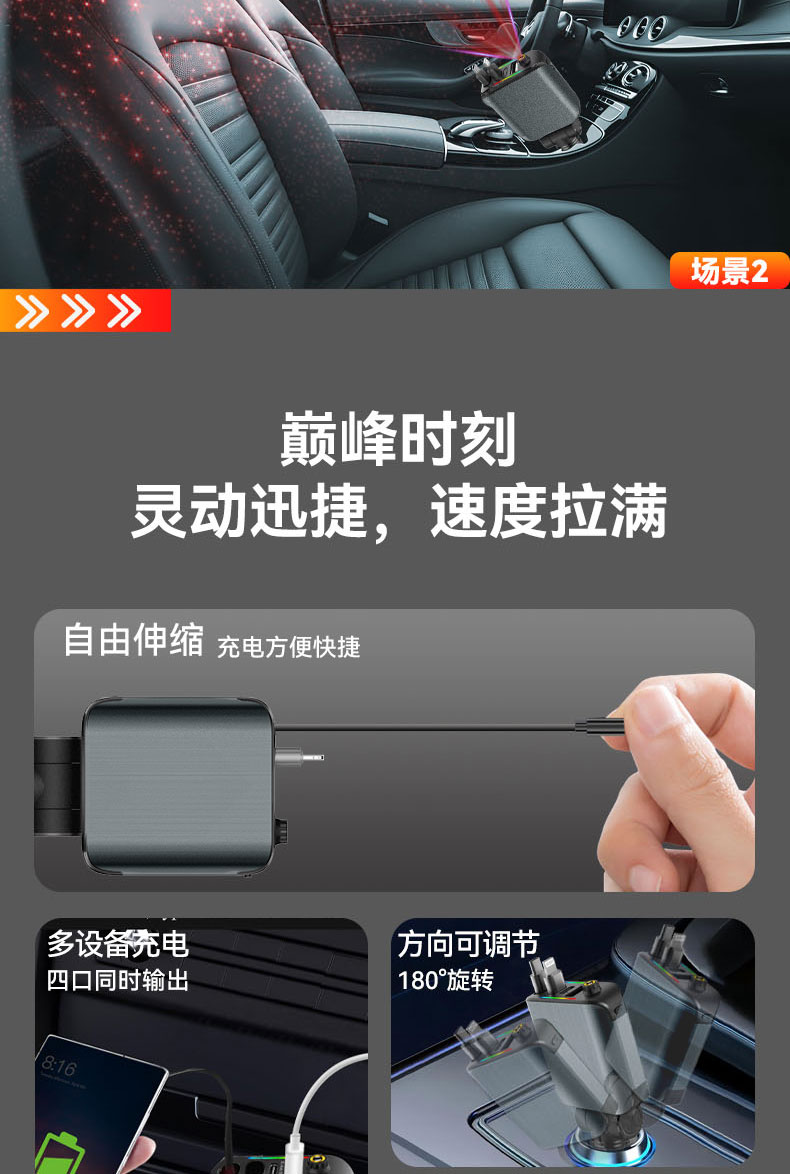 场景2
巅峰时刻
灵动迅捷，速度拉满
自由伸缩 充电方便快捷
多设备充电
四口同时输出
方向可调节
180°旋转
8:16